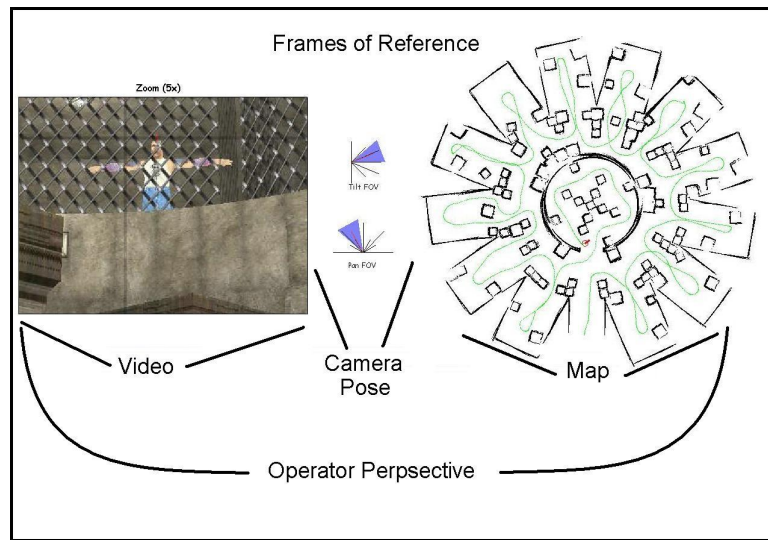 Frames of Reference
Zoom (5x)
Tilt FOV
Pan FOV
Video
Camera
Pose
Map
Operator Perpsective